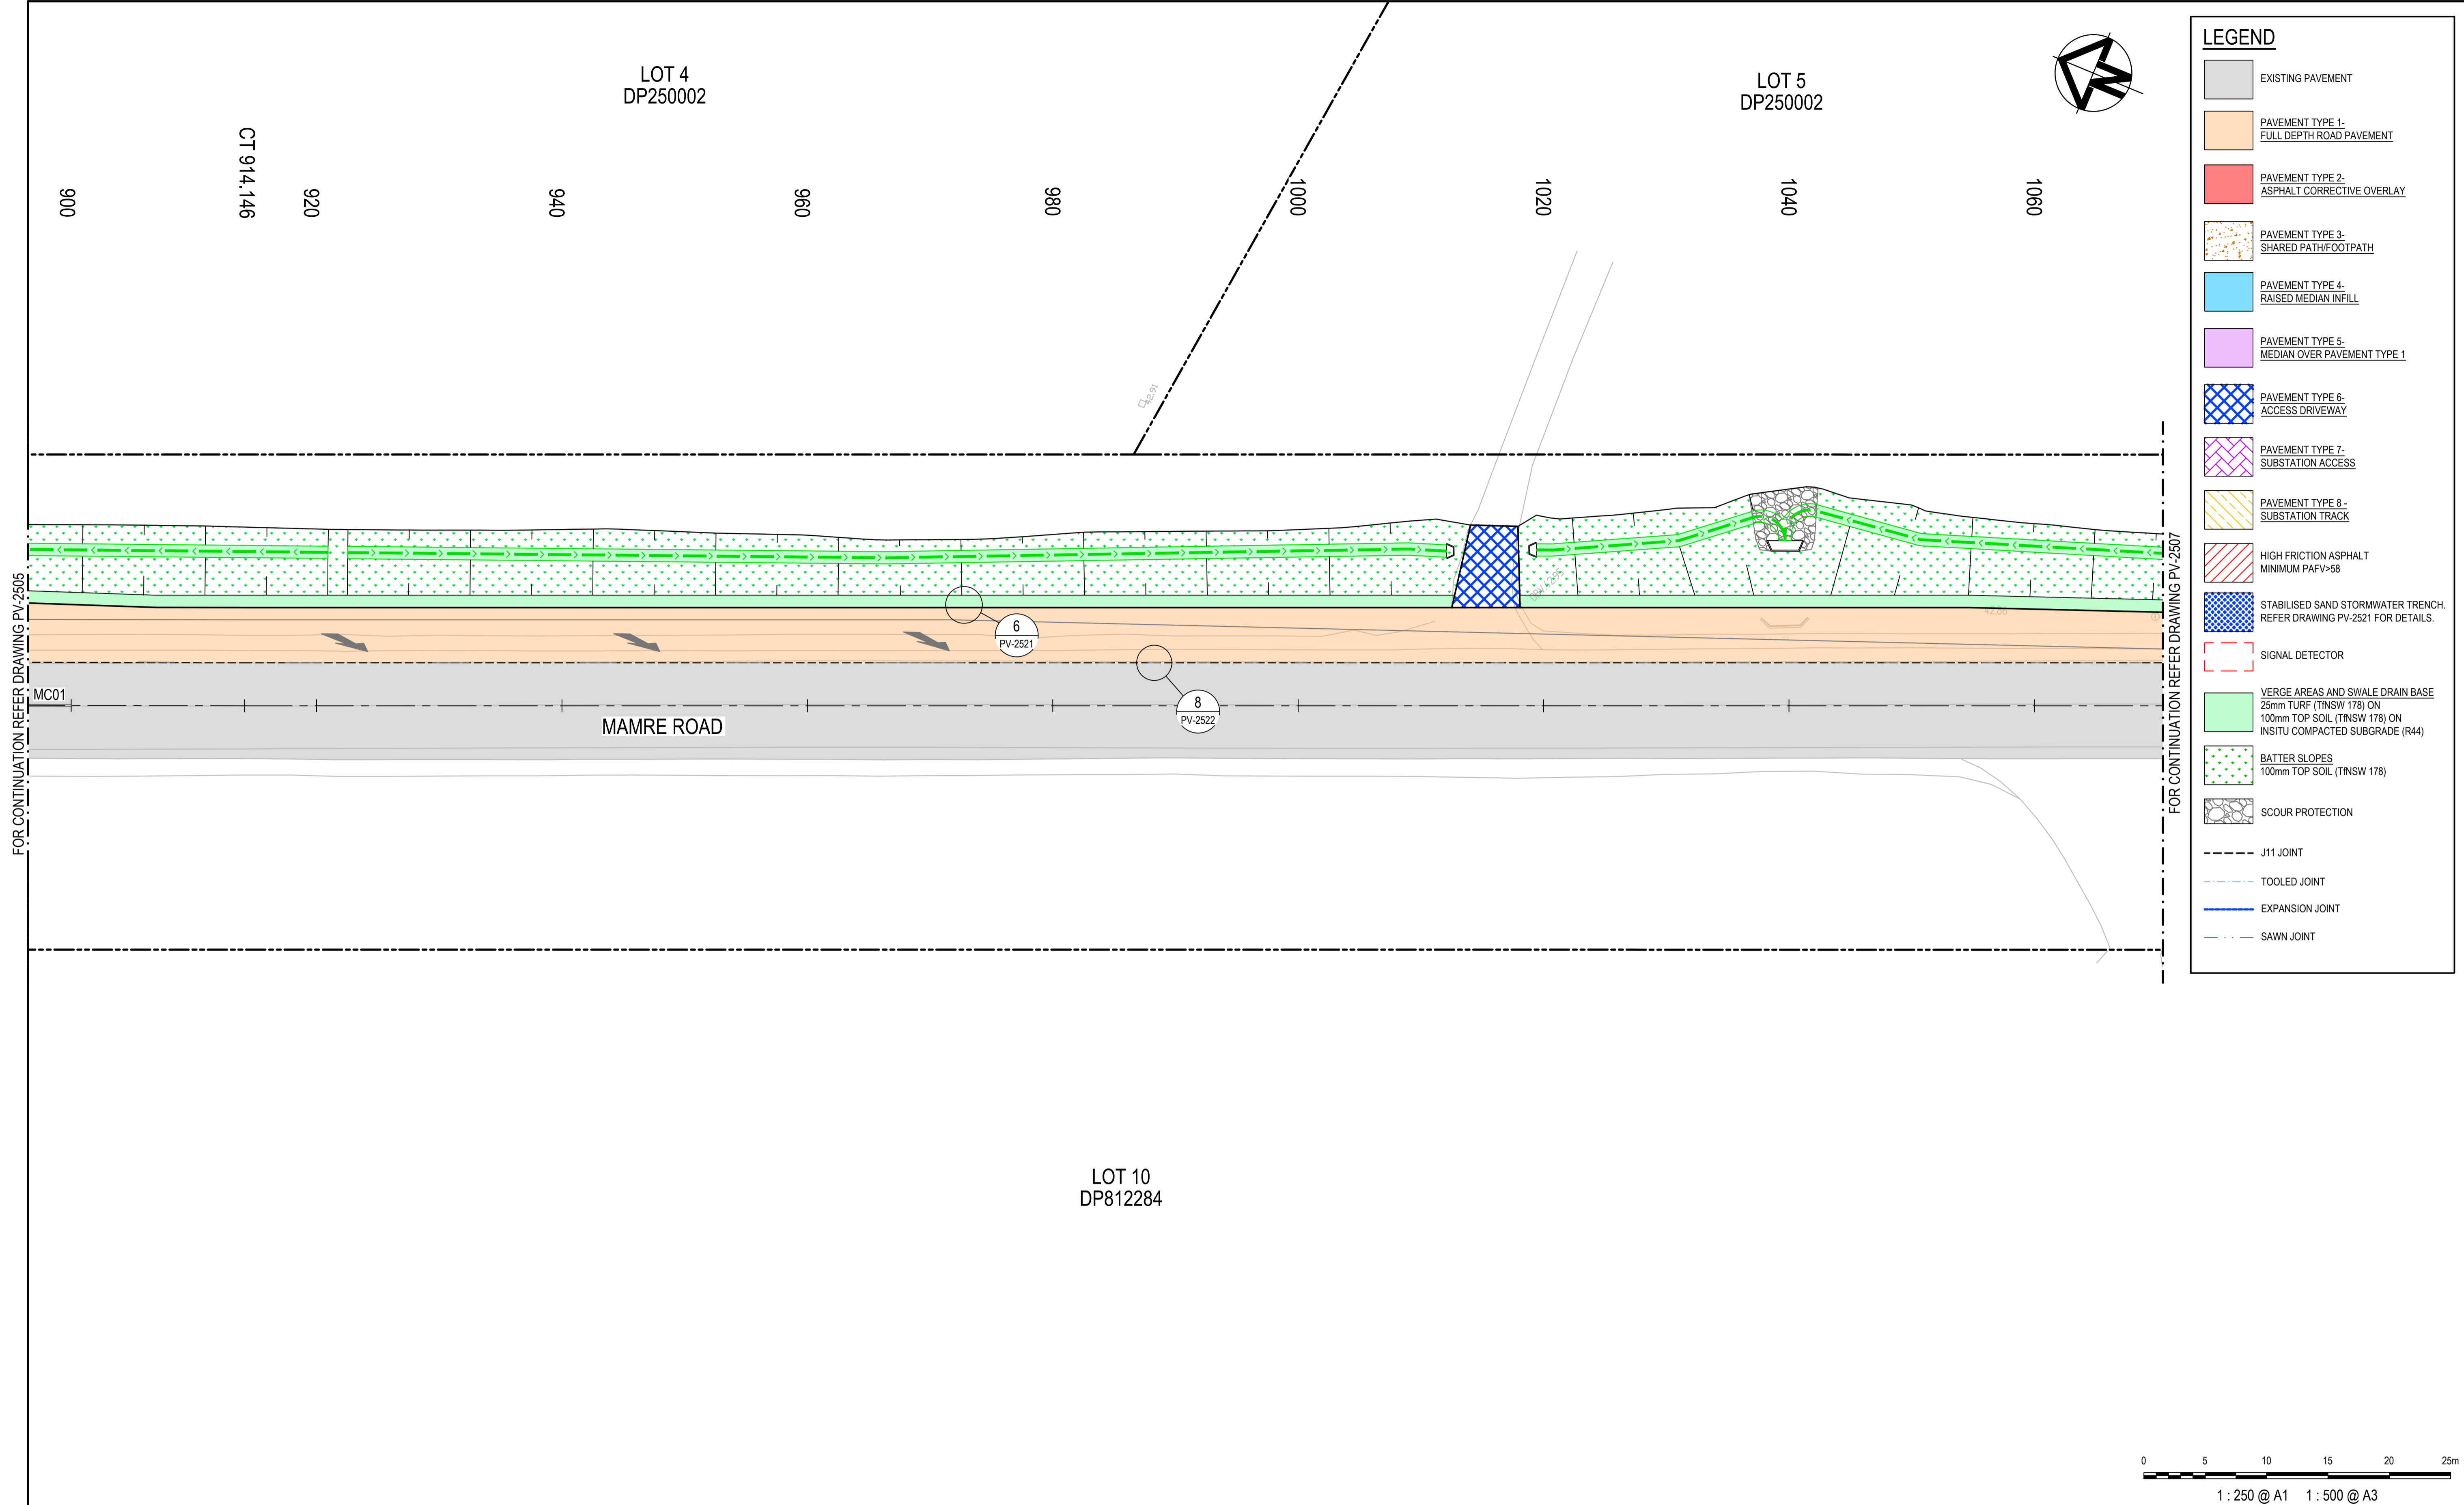 LOT 4
DP250002
LOT 5
DP250002
N
CT 914.146
900
920
940
960
980
1000
1020
1040
1060
42.91
FOR CONTINUATION REFER DRAWING PV-2505
FOR CONTINUATION REFER DRAWING PV-2507
42.86
6
PV-2521
8
PV-2522
MC01
MAMRE ROAD
LOT 10
DP812284
LEGEND
EXISTING PAVEMENT
PAVEMENT TYPE 1-
FULL DEPTH ROAD PAVEMENT
PAVEMENT TYPE 2-
ASPHALT CORRECTIVE OVERLAY
PAVEMENT TYPE 3-
SHARED PATH/FOOTPATH
PAVEMENT TYPE 4-
RAISED MEDIAN INFILL
PAVEMENT TYPE 5-
MEDIAN OVER PAVEMENT TYPE 1
PAVEMENT TYPE 6-
ACCESS DRIVEWAY
PAVEMENT TYPE 7-
SUBSTATION ACCESS
PAVEMENT TYPE 8 -
SUBSTATION TRACK
HIGH FRICTION ASPHALT
MINIMUM PAFV>58
STABILISED SAND STORMWATER TRENCH.
REFER DRAWING PV-2521 FOR DETAILS.
SIGNAL DETECTOR
VERGE AREAS AND SWALE DRAIN BASE
25mm TURF (TfNSW 178) ON
100mm TOP SOIL (TfNSW 178) ON
INSITU COMPACTED SUBGRADE (R44)
BATTER SLOPES
100mm TOP SOIL (TfNSW 178)
SCOUR PROTECTION
J11 JOINT
TOOLED JOINT
EXPANSION JOINT
SAWN JOINT
0 5 10 15 20 25m
1 : 250 @ A1 1 : 500 @ A3